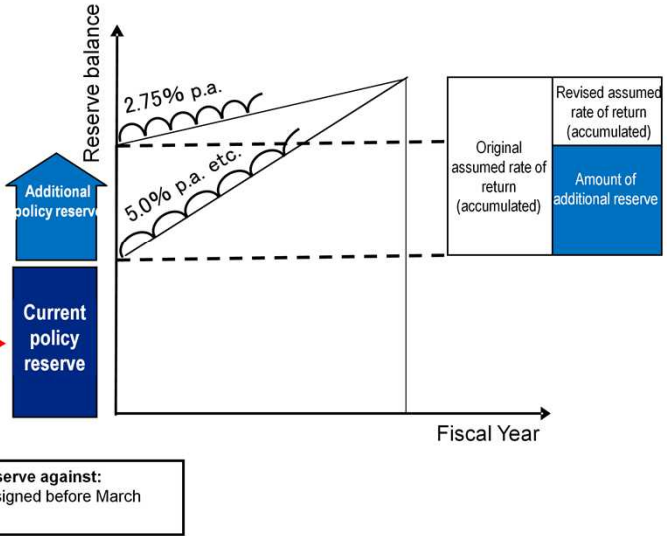 Reserve balance
2.75% p.a.
5.0% p.a. etc.
Additional
policy reserve
Current
policy
reserve
Original
assumed rate of
return
(accumulated)
Revised assumed
rate of return
(accumulated)
Amount of
additional reserve
Fiscal Year
serve against:
signed before March